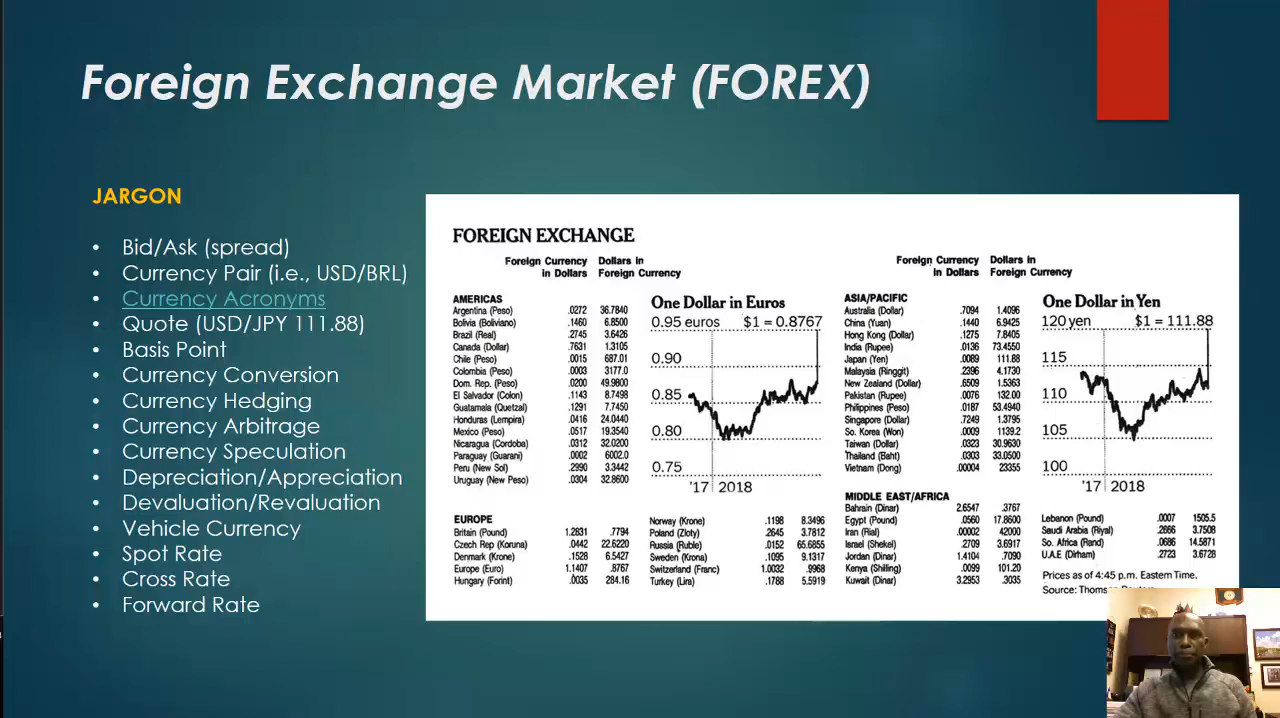 Foreign Exchange Market (FOREX)
JARGON
• Bid/Ask (spread)
• Currency Pair (i.e., USD/BRL)
• Currency Acronyms
• Quote (USD/JPY 111.88)
• Basis Point
• Currency Conversion
• Currency Hedging
• Currency Arbitrage
• Currency Speculation
• Depreciation/Appreciation
• Devaluation/Revaluation
• Vehicle Currency
• Spot Rate
• Cross Rate
• Forward Rate
FOREIGN EXCHANGE
Foreign Currency in Dollars Dollars in Foreign Currency
AMERICAS
Argentina (Peso) .0272 36.7840
Bolivia (Boliviano) .1460 6.8500
Brazil (Real) .2745 3.6426
Canada (Dollar) .7631 1.3105
Chile (Peso) .0015 687.01
Colombia (Peso) .0003 3177.0
Dom. Rep. (Peso) .0200 49.9800
El Salvador (Colon) .1143 8.7498
Guatemala (Quetzal) .1291 7.7450
Honduras (Lempira) .0416 24.0440
Mexico (Peso) .0517 19.3540
Nicaragua (Cordoba) .0312 32.0200
Paraguay (Guarani) .0002 6002.0
Peru (New Sol) .2990 3.3442
Uruguay (New Peso) .0304 32.8600
One Dollar in Euros
0.95 euros $1 = 0.8767
0.90
0.85
0.80
0.75
'17 2018
EUROPE
Britain (Pound) 1.2831 .7794
Czech Rep (Koruna) .0442 22.6220
Denmark (Krone) .1528 6.5427
Europe (Euro) 1.1407 .8767
Hungary (Forint) .0035 284.16
Norway (Krone) .1198 8.3496
Poland (Zloty) .2645 3.7812
Russia (Ruble) .0152 65.6855
Sweden (Krona) .1095 9.1317
Switzerland (Franc) 1.0032 .9968
Turkey (Lira) .1788 5.5919
Foreign Currency in Dollars Dollars in Foreign Currency
ASIA/PACIFIC
Australia (Dollar) .7094 1.4096
China (Yuan) .1440 6.9425
Hong Kong (Dollar) .1275 7.8405
India (Rupee) .0136 73.4550
Japan (Yen) .0089 111.88
Malaysia (Ringgit) .2396 4.1730
New Zealand (Dollar) .6509 1.5363
Pakistan (Rupee) .0076 132.00
Philippines (Peso) .0187 53.4940
Singapore (Dollar) .7249 1.3795
So. Korea (Won) .0009 1139.2
Taiwan (Dollar) .0323 30.9630
Thailand (Baht) .0303 33.0500
Vietnam (Dong) .00004 23355
One Dollar in Yen
120 yen $1 = 111.88
115
110
105
100
'17 2018
MIDDLE EAST/AFRICA
Bahrain (Dinar) 2.6547 .3767
Egypt (Pound) .0560 17.8600
Iran (Rial) .00002 42000
Israel (Shekel) .2709 3.6917
Jordan (Dinar) 1.4104 .7090
Kenya (Shilling) .0099 101.20
Kuwait (Dinar) 3.2953 .3035
Lebanon (Pound) .0007 1505.5
Saudi Arabia (Riyal) .2666 3.7508
So. Africa (Rand) .0686 14.5871
U.A.E (Dirham) .2723 3.6728
Prices as of 4:45 p.m. Eastern Time.
Source: